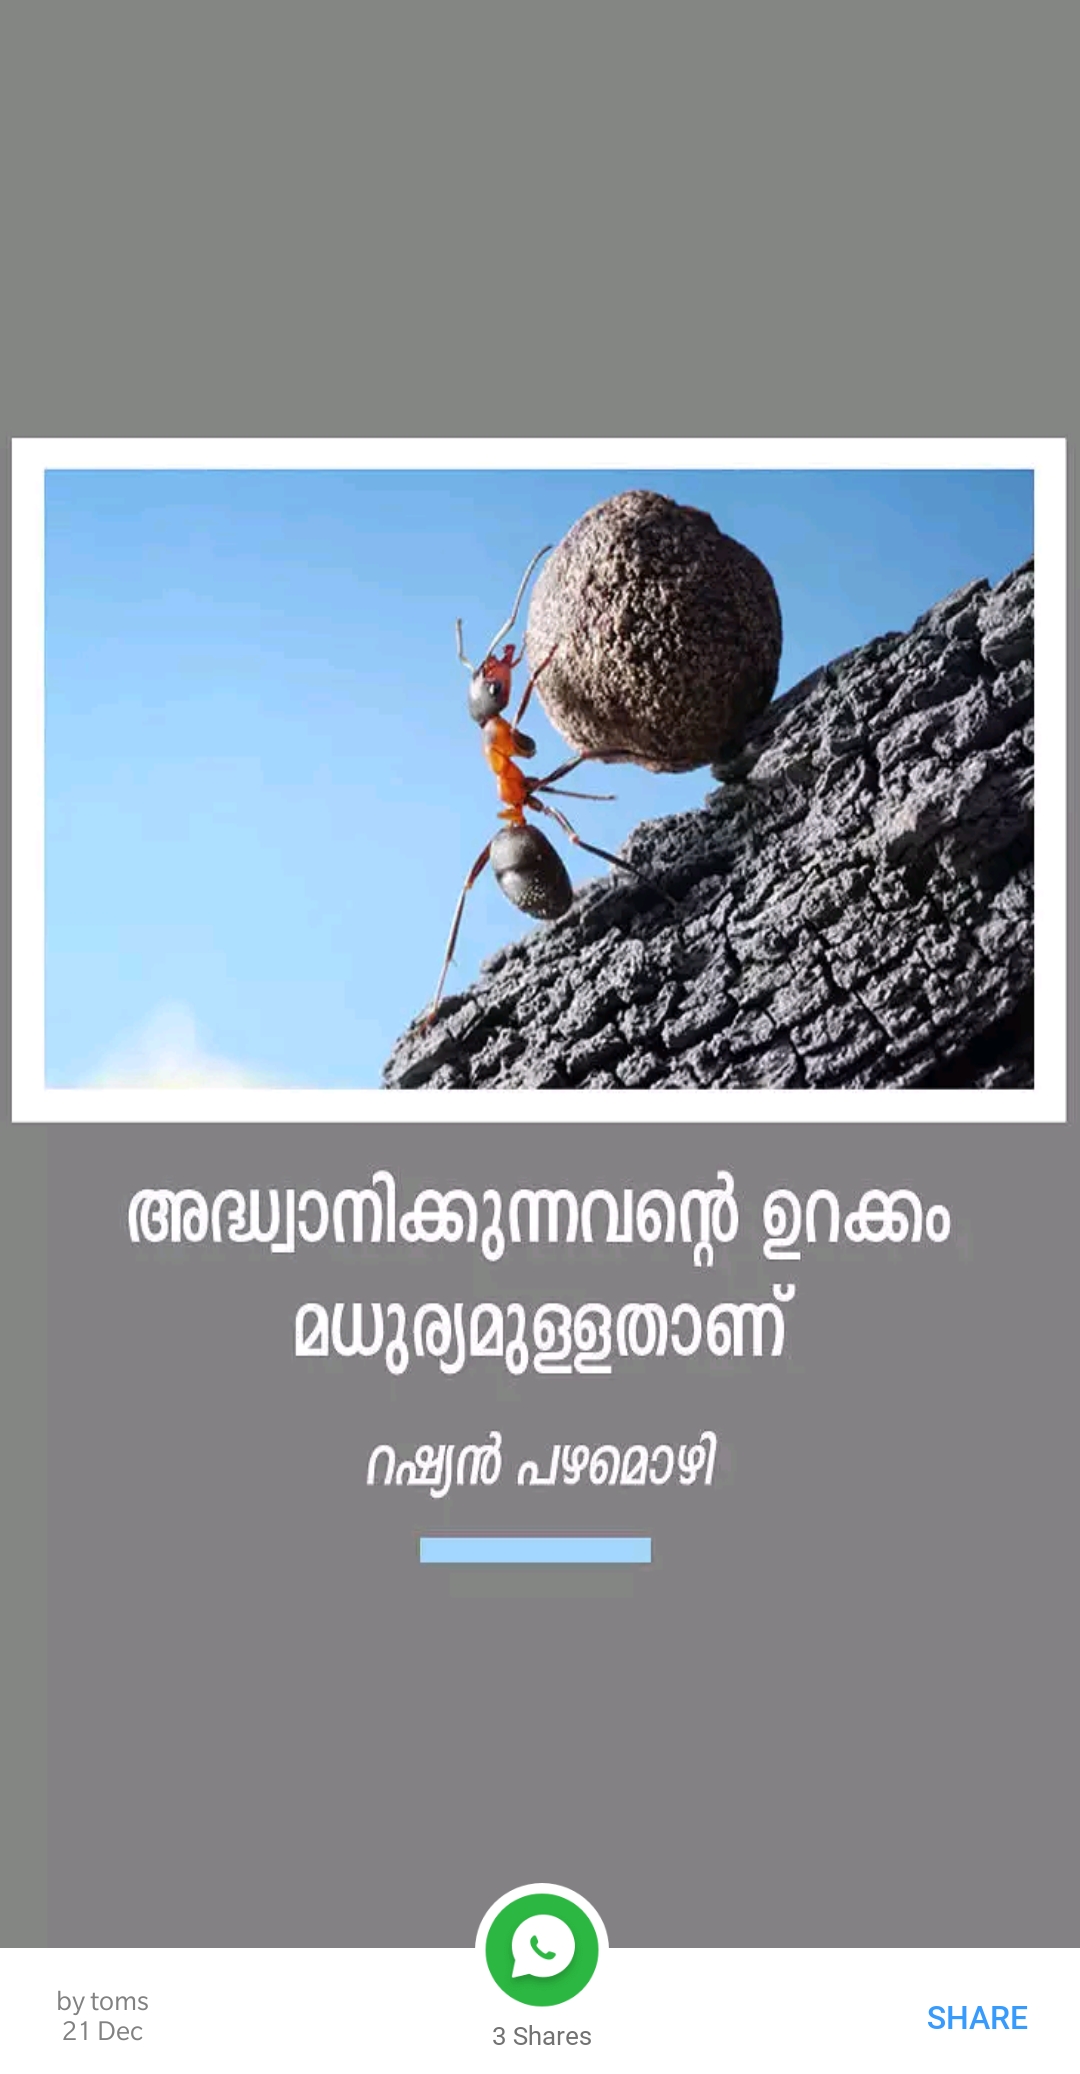 അദ്ധ്വാനിക്കുന്നവന്റെ ഉറക്കം
മധുര്യമുള്ളതാണ്
റഷ്യൻ പഴമൊഴി
by toms
21 Dec
3 Shares
SHARE